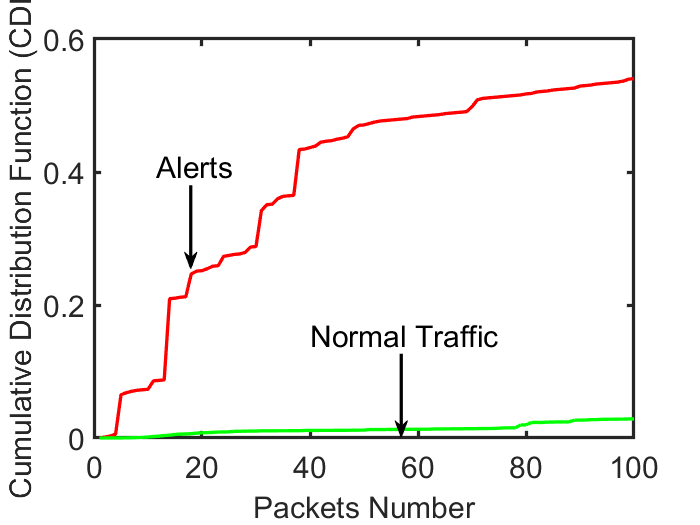 Cumulative Distribution Function (CDF
0.6
0.4
0.2
0
Alerts
Normal Traffic
0 20 40 60 80 100
Packets Number